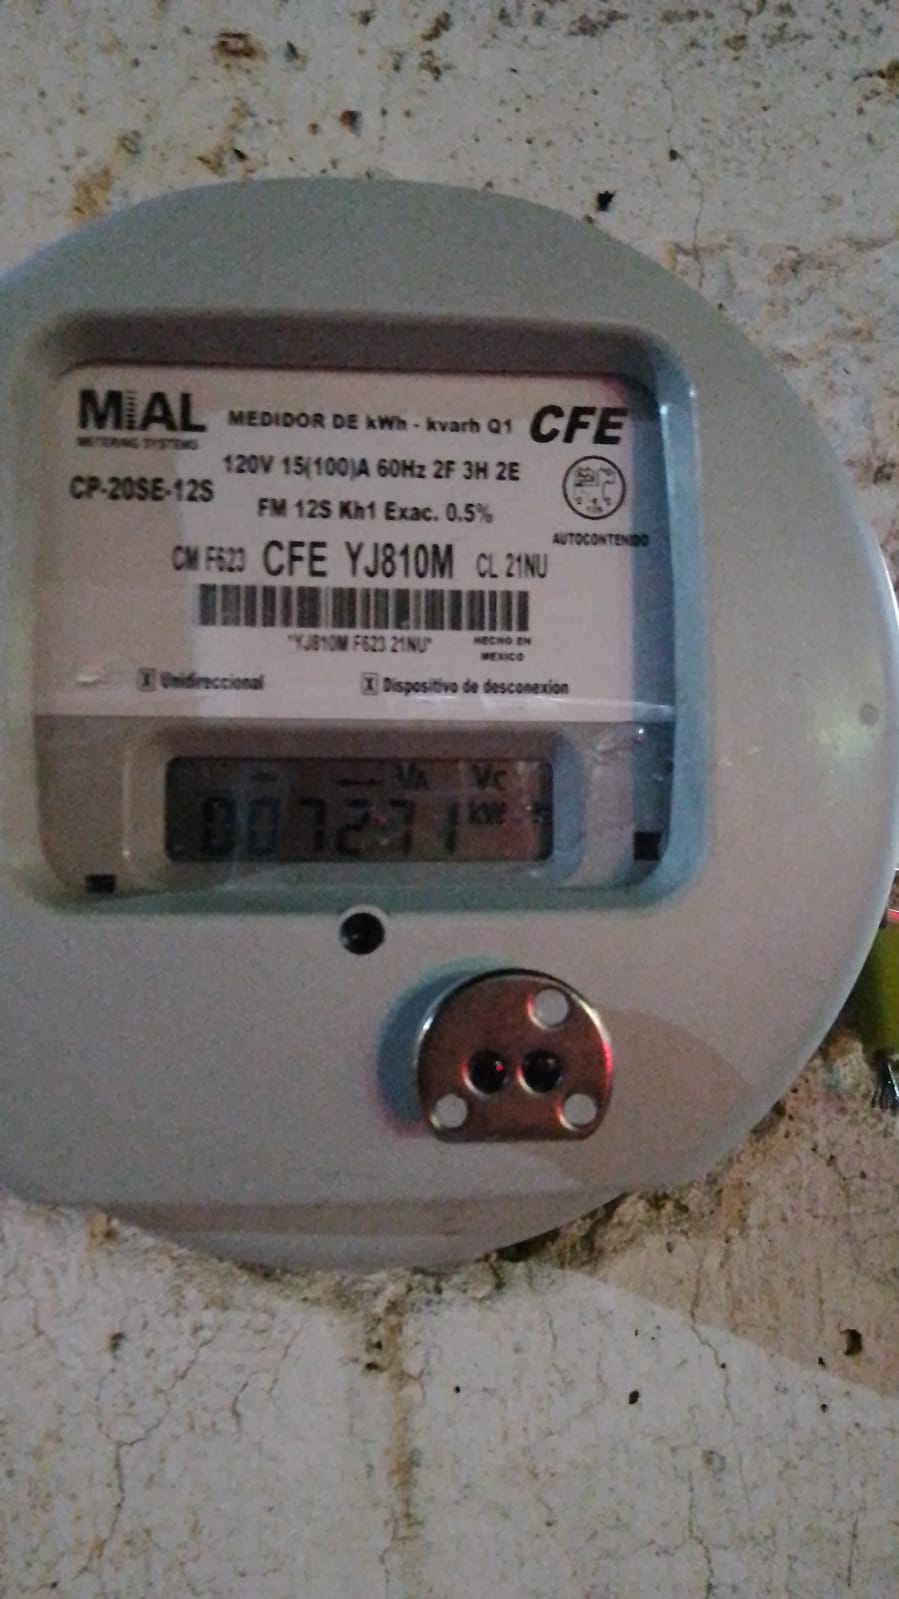 MIAL
METERING SYSTEMS
MEDIDOR DE kWh - kvarh Q1
CFE
120V 15(100)A 60Hz 2F 3H 2E
CP-20SE-12S
FM 12S Kh1 Exac. 0.5%
AUTOCONTENIDO
CM F623 CFE YJ810M CL 21NU
"YJ810M F623 21NU"
HECHO EN
MEXICO
X Unidireccional
X Dispositivo de desconexion
VA VC
007271